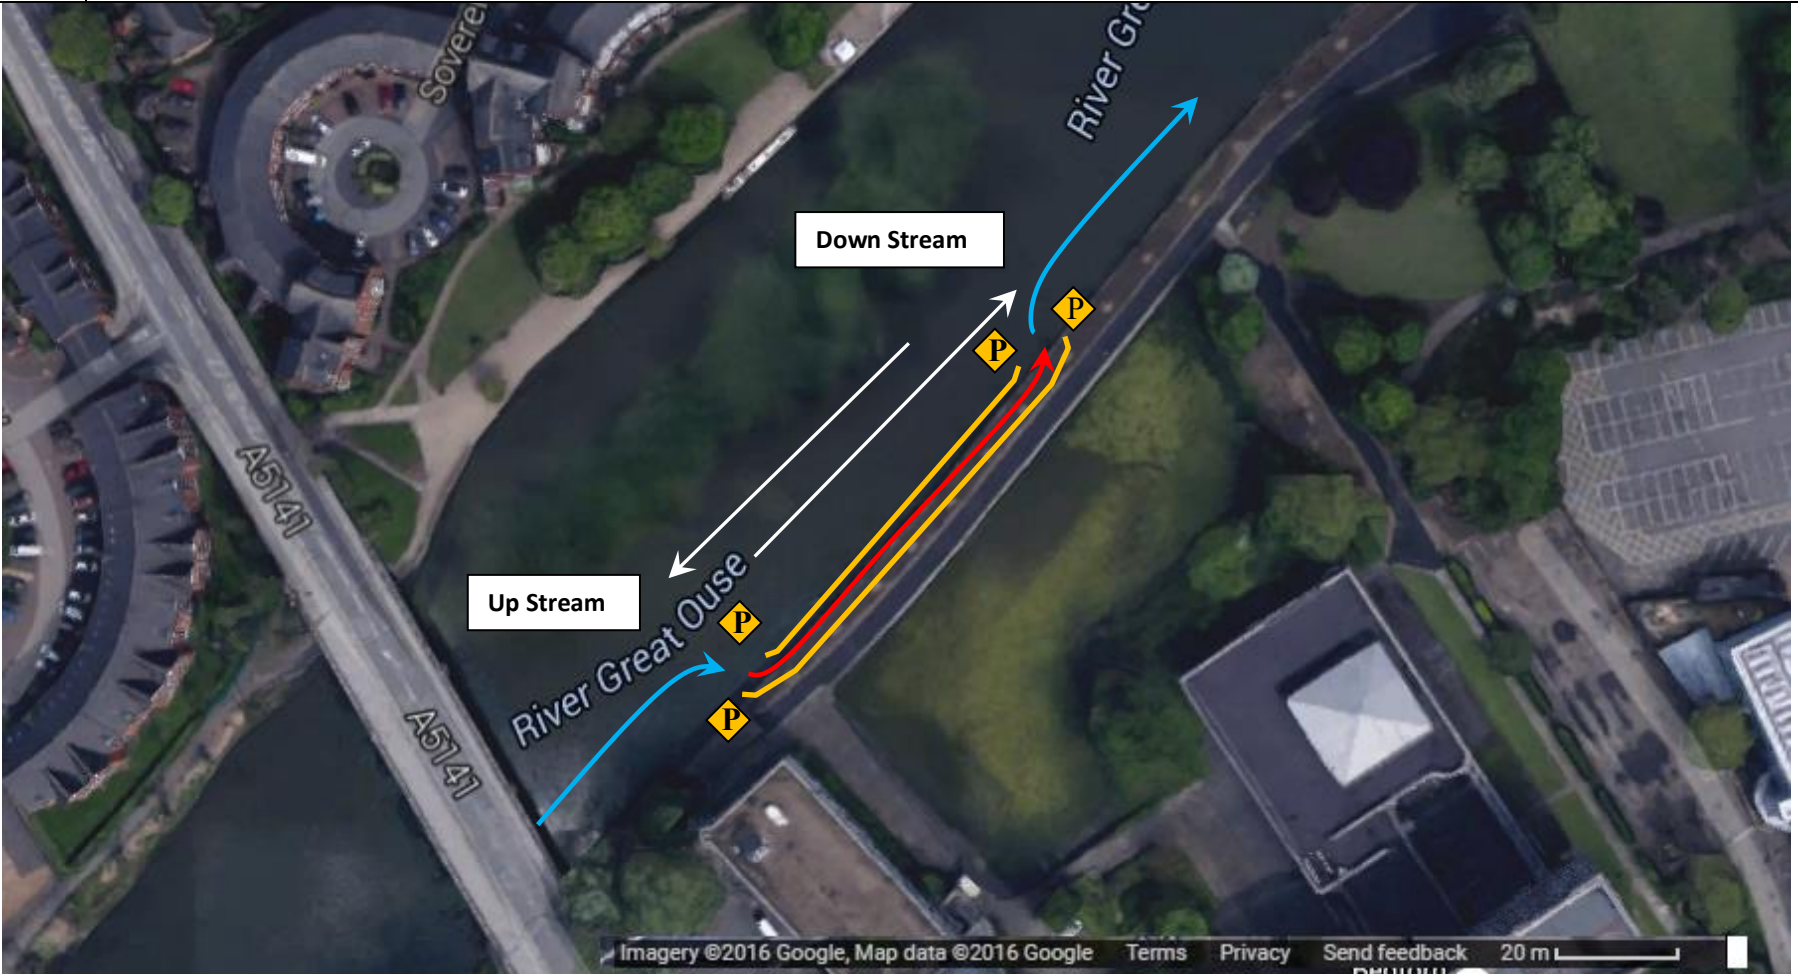 Soverei
River Gre
Down Stream
P
P
A5141
Up Stream
River Great Ouse
P
P
A5141
Imagery ©2016 Google, Map data ©2016 Google Terms Privacy Send feedback 20 m